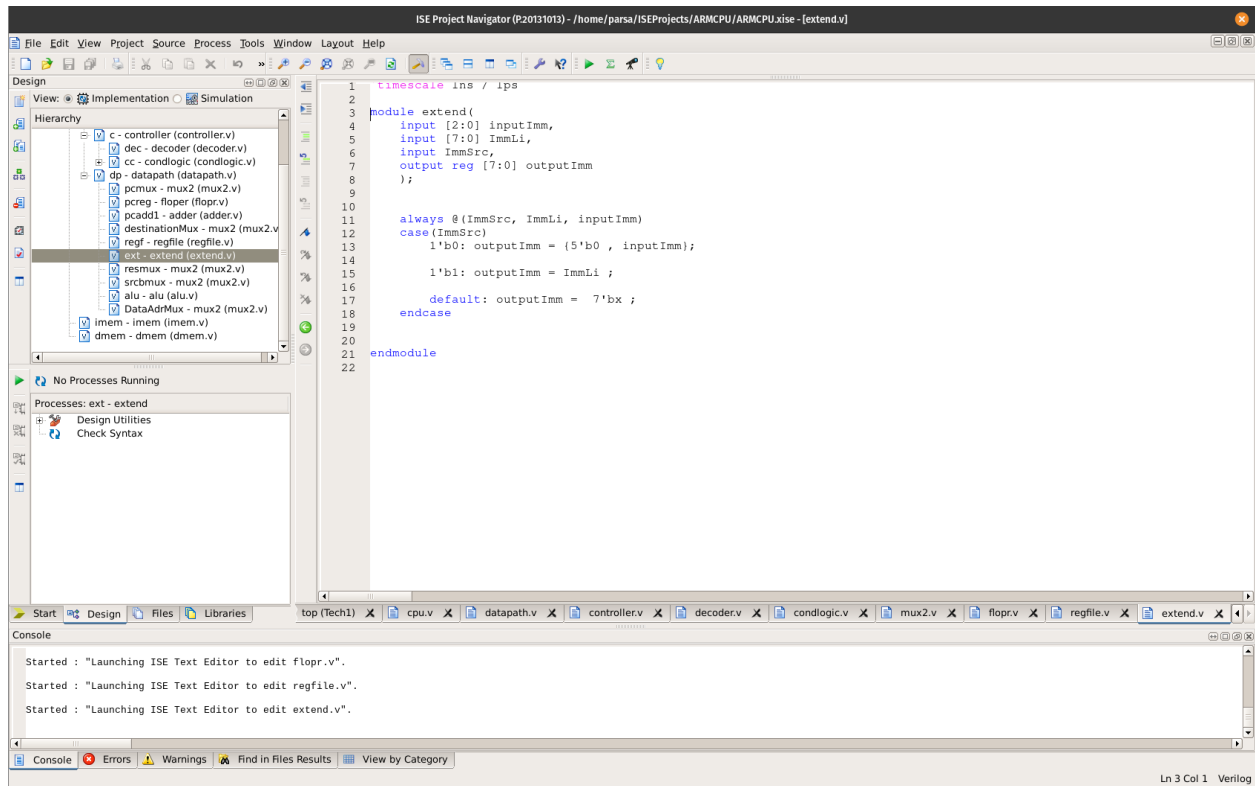 ISE Project Navigator (P.20131013) - /home/parsa/ISEProjects/ARMCPU/ARMCPU.xise - [extend.v]
File Edit View Project Source Process Tools Window Layout Help
Design
View: Implementation Simulation
Hierarchy
c - controller (controller.v)
dec - decoder (decoder.v)
cc - condlogic (condlogic.v)
dp - datapath (datapath.v)
pcmux - mux2 (mux2.v)
pcreg - floper (flopr.v)
pcadd1 - adder (adder.v)
destinationMux - mux2 (mux2.v
regf - regfile (regfile.v)
ext - extend (extend.v)
resmux - mux2 (mux2.v)
srcbmux - mux2 (mux2.v)
alu - alu (alu.v)
DataAdrMux - mux2 (mux2.v)
imem - imem (imem.v)
dmem - dmem (dmem.v)
No Processes Running
Processes: ext - extend
Design Utilities
Check Syntax
Start Design Files Libraries
1 timescale 1ns / 1ps
2
3 module extend(
4 input [2:0] inputImm,
5 input [7:0] ImmLi,
6 input ImmSrc,
7 output reg [7:0] outputImm
8 );
9
10
11 always @(ImmSrc, ImmLi, inputImm)
12 case(ImmSrc)
13 1'b0: outputImm = {5'b0 , inputImm};
14
15 1'b1: outputImm = ImmLi ;
16
17 default: outputImm = 7'bx ;
18 endcase
19
20
21 endmodule
22
top (Tech1) cpu.v datapath.v controller.v decoder.v condlogic.v mux2.v flopr.v regfile.v extend.v
Console
Started : "Launching ISE Text Editor to edit flopr.v".
Started : "Launching ISE Text Editor to edit regfile.v".
Started : "Launching ISE Text Editor to edit extend.v".
Console Errors Warnings Find in Files Results View by Category
Ln 3 Col 1 Verilog